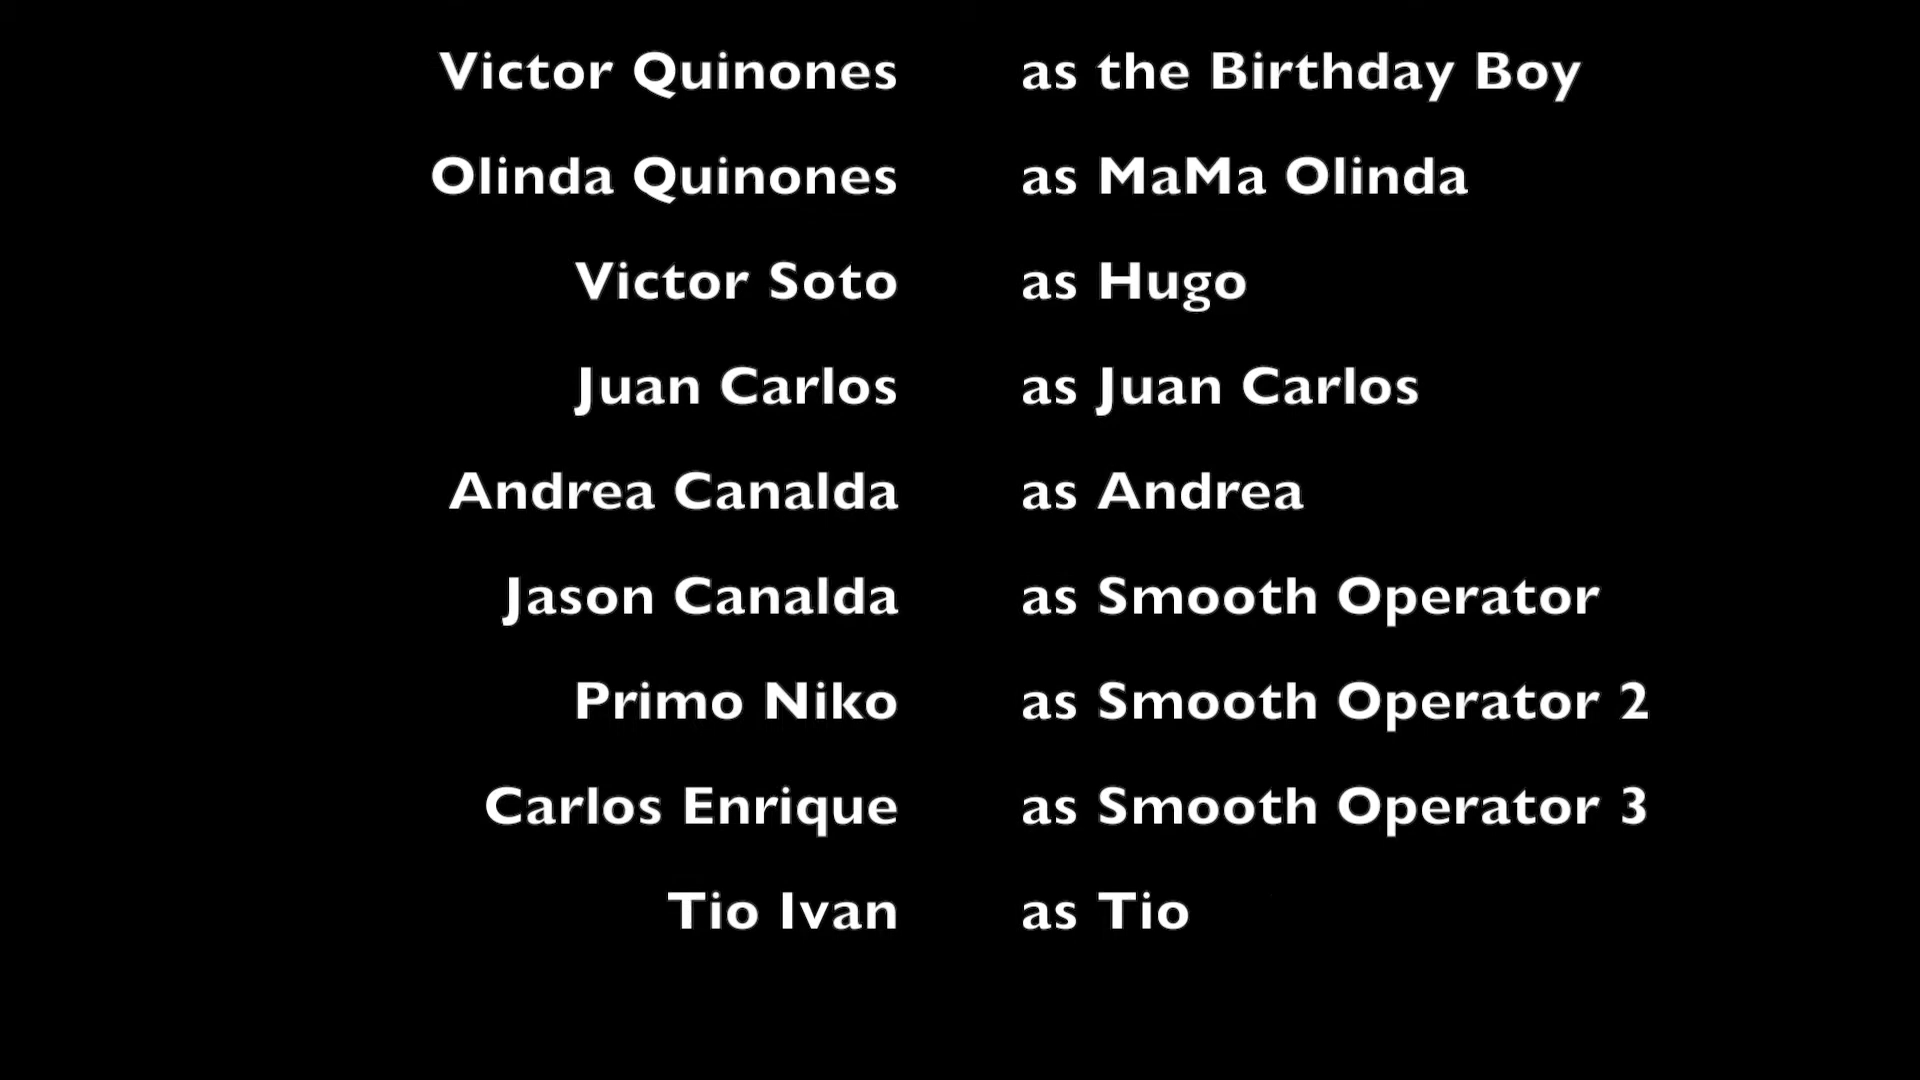 Victor Quinones as the Birthday Boy
Olinda Quinones as MaMa Olinda
Victor Soto as Hugo
Juan Carlos as Juan Carlos
Andrea Canalda as Andrea
Jason Canalda as Smooth Operator
Primo Niko as Smooth Operator 2
Carlos Enrique as Smooth Operator 3
Tio Ivan as Tio